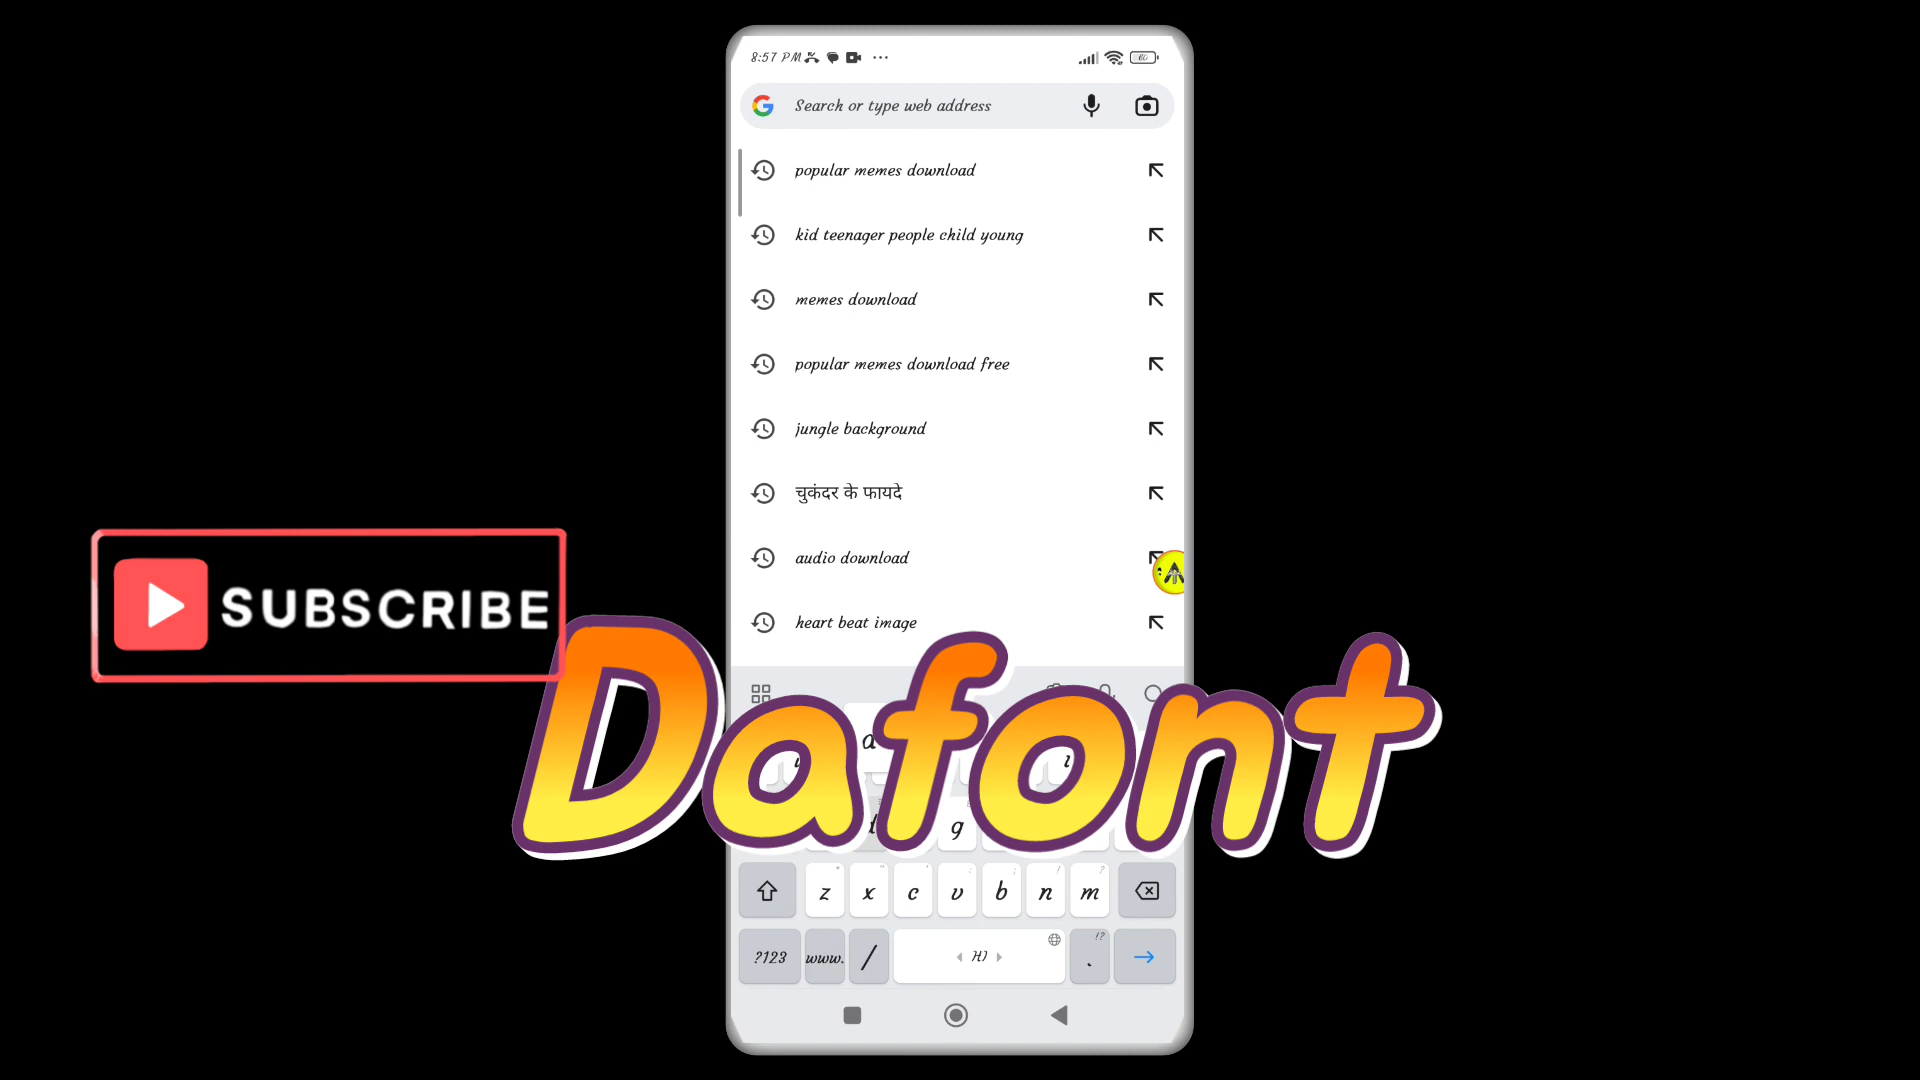 8:57 PM
Search or type web address
popular memes download
kid teenager people child young
memes download
popular memes download free
jungle background
चुकंदर के फायदे
audio download
heart beat image
SUBSCRIBE
Dafont
a
g
z x c v b n m
?123 www. / HI . !?